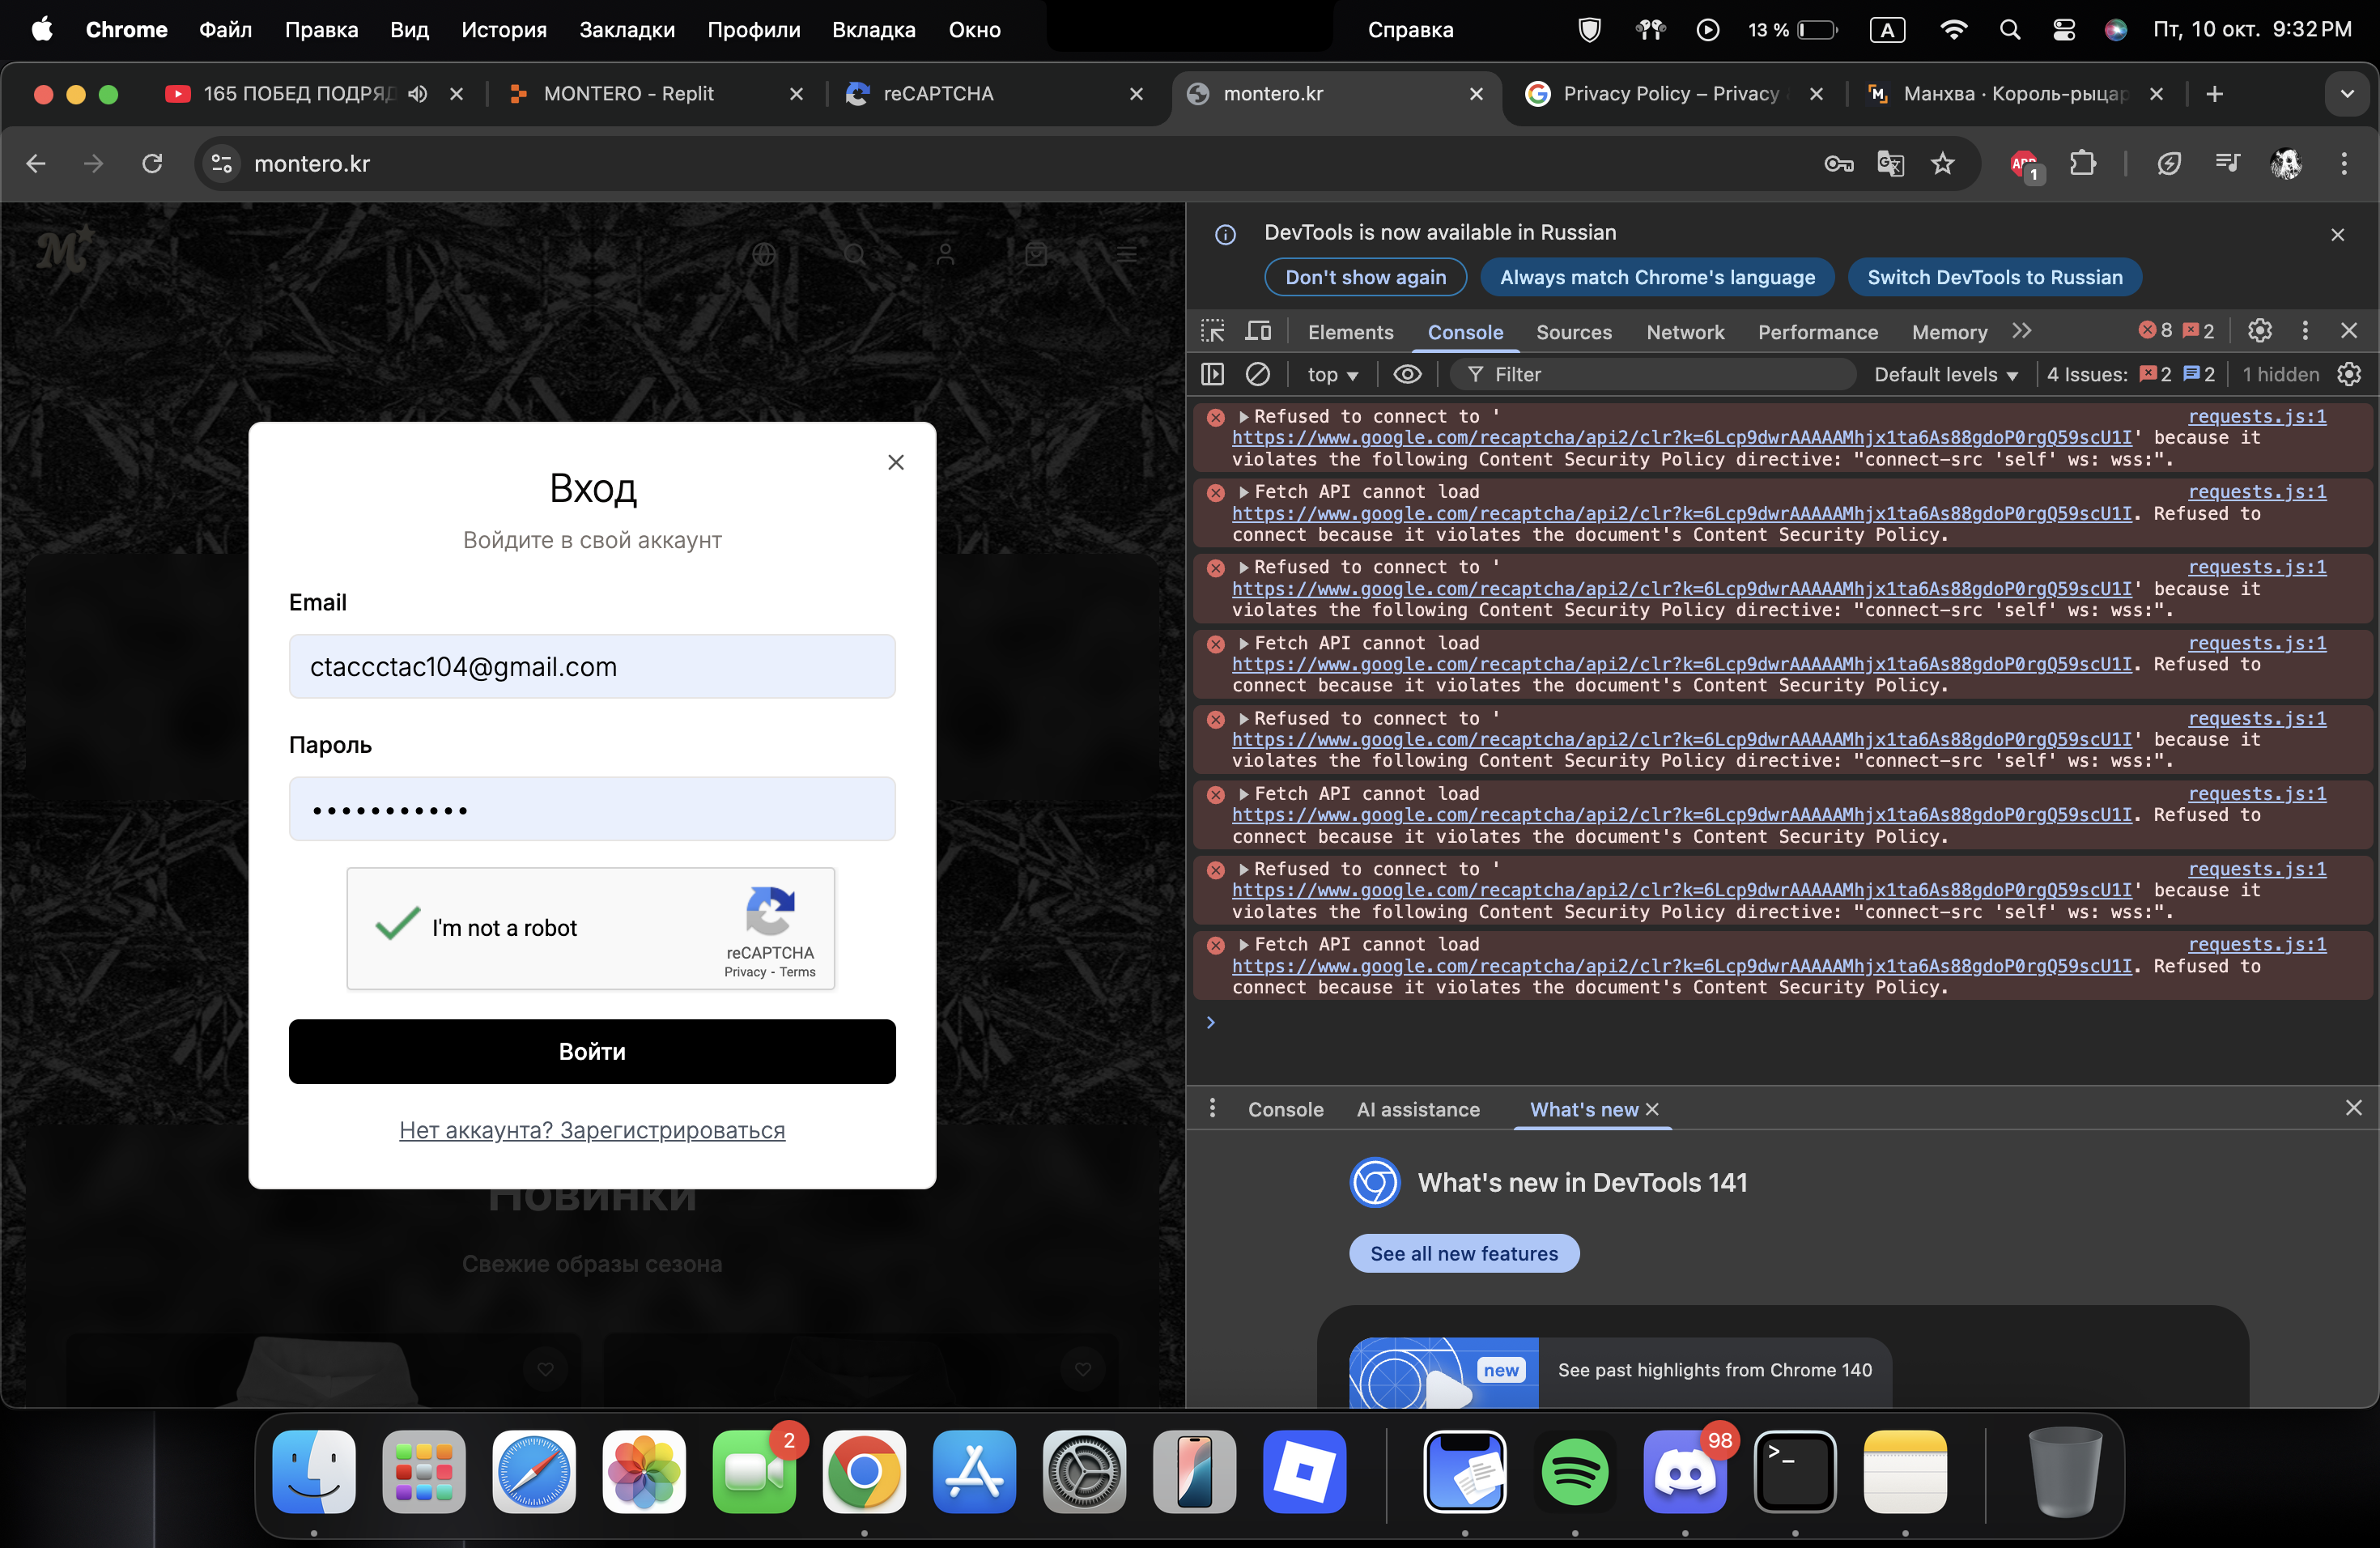 Chrome Файл Правка Вид История Закладки Профили Вкладка Окно Справка 13 % A Пт, 10 окт. 9:32 PM
165 ПОБЕД ПОДРЯД MONTERO - Replit reCAPTCHA montero.kr Privacy Policy – Privacy Манхва · Король-рыцар
montero.kr
ABP 1
DevTools is now available in Russian
Don't show again Always match Chrome's language Switch DevTools to Russian
Elements Console Sources Network Performance Memory 8 2
top Filter Default levels 4 Issues: 2 2 1 hidden
Refused to connect to ' requests.js:1
https://www.google.com/recaptcha/api2/clr?k=6Lcp9dwrAAAAAMhjx1ta6As88gdoP0rgQ59scU1I' because it
violates the following Content Security Policy directive: "connect-src 'self' ws: wss:".
Fetch API cannot load requests.js:1
https://www.google.com/recaptcha/api2/clr?k=6Lcp9dwrAAAAAMhjx1ta6As88gdoP0rgQ59scU1I. Refused to
connect because it violates the document's Content Security Policy.
Refused to connect to ' requests.js:1
https://www.google.com/recaptcha/api2/clr?k=6Lcp9dwrAAAAAMhjx1ta6As88gdoP0rgQ59scU1I' because it
violates the following Content Security Policy directive: "connect-src 'self' ws: wss:".
Fetch API cannot load requests.js:1
https://www.google.com/recaptcha/api2/clr?k=6Lcp9dwrAAAAAMhjx1ta6As88gdoP0rgQ59scU1I. Refused to
connect because it violates the document's Content Security Policy.
Refused to connect to ' requests.js:1
https://www.google.com/recaptcha/api2/clr?k=6Lcp9dwrAAAAAMhjx1ta6As88gdoP0rgQ59scU1I' because it
violates the following Content Security Policy directive: "connect-src 'self' ws: wss:".
Fetch API cannot load requests.js:1
https://www.google.com/recaptcha/api2/clr?k=6Lcp9dwrAAAAAMhjx1ta6As88gdoP0rgQ59scU1I. Refused to
connect because it violates the document's Content Security Policy.
Refused to connect to ' requests.js:1
https://www.google.com/recaptcha/api2/clr?k=6Lcp9dwrAAAAAMhjx1ta6As88gdoP0rgQ59scU1I' because it
violates the following Content Security Policy directive: "connect-src 'self' ws: wss:".
Fetch API cannot load requests.js:1
https://www.google.com/recaptcha/api2/clr?k=6Lcp9dwrAAAAAMhjx1ta6As88gdoP0rgQ59scU1I. Refused to
connect because it violates the document's Content Security Policy.
Console AI assistance What's new
What's new in DevTools 141
See all new features
new See past highlights from Chrome 140
M
Вход
Войдите в свой аккаунт
Email
ctaccctac104@gmail.com
Пароль
I'm not a robot
reCAPTCHA
Privacy - Terms
Войти
Нет аккаунта? Зарегистрироваться
Новинки
Свежие образы сезона
2
98